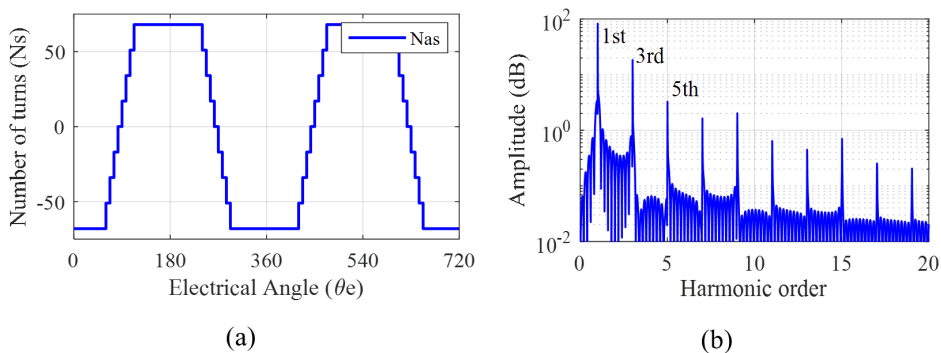 Number of turns (Ns)
50
0
-50
0
180
360
540
720
Electrical Angle (θe)
Nas
(a)
Amplitude (dB)
10²
10⁰
10⁻²
1st
3rd
5th
0
5
10
15
20
Harmonic order
(b)